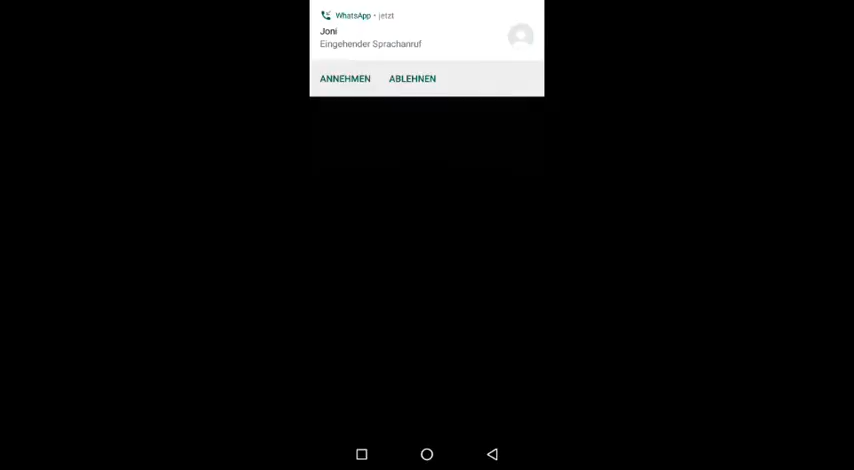 WhatsApp • jetzt
Joni
Eingehender Sprachanruf
ANNEHMEN ABLEHNEN